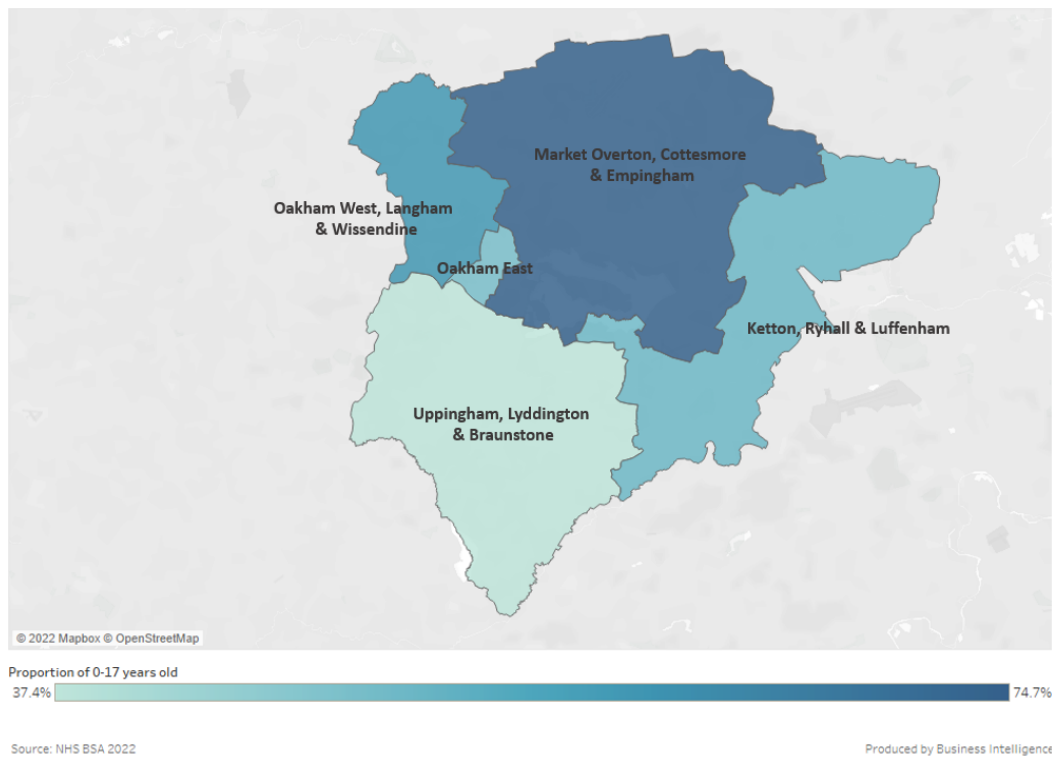 Market Overton, Cottesmore
& Empingham
Oakham West, Langham
& Wissendine
Oakham East
Ketton, Ryhall & Luffenham
Uppingham, Lyddington
& Braunstone
© 2022 Mapbox © OpenStreetMap
Proportion of 0-17 years old
37.4%
74.7%
Source: NHS BSA 2022
Produced by Business Intelligence